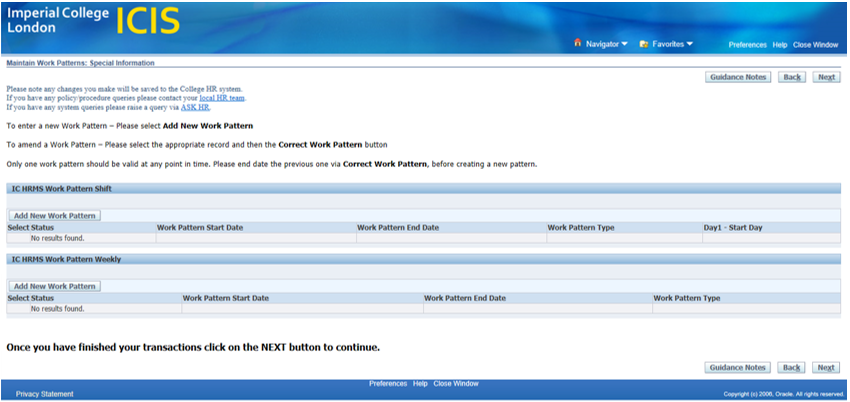 Imperial College
London
ICIS
Navigator Favorites Preferences Help Close Window
Maintain Work Patterns: Special Information
Guidance Notes Back Next
Please note any changes you make will be saved to the College HR system.
If you have any policy/procedure queries please contact your local HR team.
If you have any system queries please raise a query via ASK HR.
To enter a new Work Pattern – Please select Add New Work Pattern
To amend a Work Pattern – Please select the appropriate record and then the Correct Work Pattern button
Only one work pattern should be valid at any point in time. Please end date the previous one via Correct Work Pattern, before creating a new pattern.
IC HRMS Work Pattern Shift
Add New Work Pattern
Select Status Work Pattern Start Date Work Pattern End Date Work Pattern Type Day1 - Start Day
No results found.
IC HRMS Work Pattern Weekly
Add New Work Pattern
Select Status Work Pattern Start Date Work Pattern End Date Work Pattern Type
No results found.
Once you have finished your transactions click on the NEXT button to continue.
Guidance Notes Back Next
Preferences Help Close Window
Privacy Statement Copyright (c) 2006, Oracle. All rights reserved.